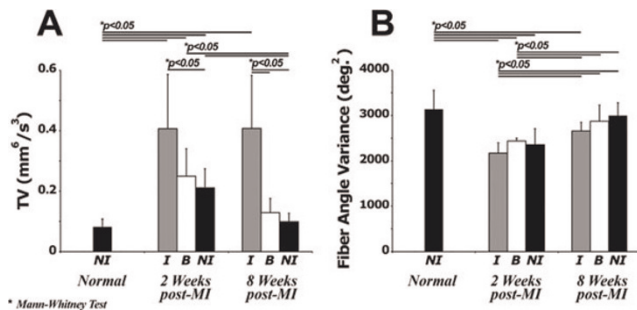 A
B
*p<0.05
*p<0.05
*p<0.05
*p<0.05
*p<0.05
*p<0.05
*p<0.05
TV (mm⁶/s³)
0.6
0.4
0.2
0
NI
I B NI
I B NI
Normal
2 Weeks post-MI
8 Weeks post-MI
* Mann-Whitney Test
Fiber Angle Variance (deg.²)
4000
3000
2000
1000
0
NI
I B NI
I B NI
Normal
2 Weeks post-MI
8 Weeks post-MI